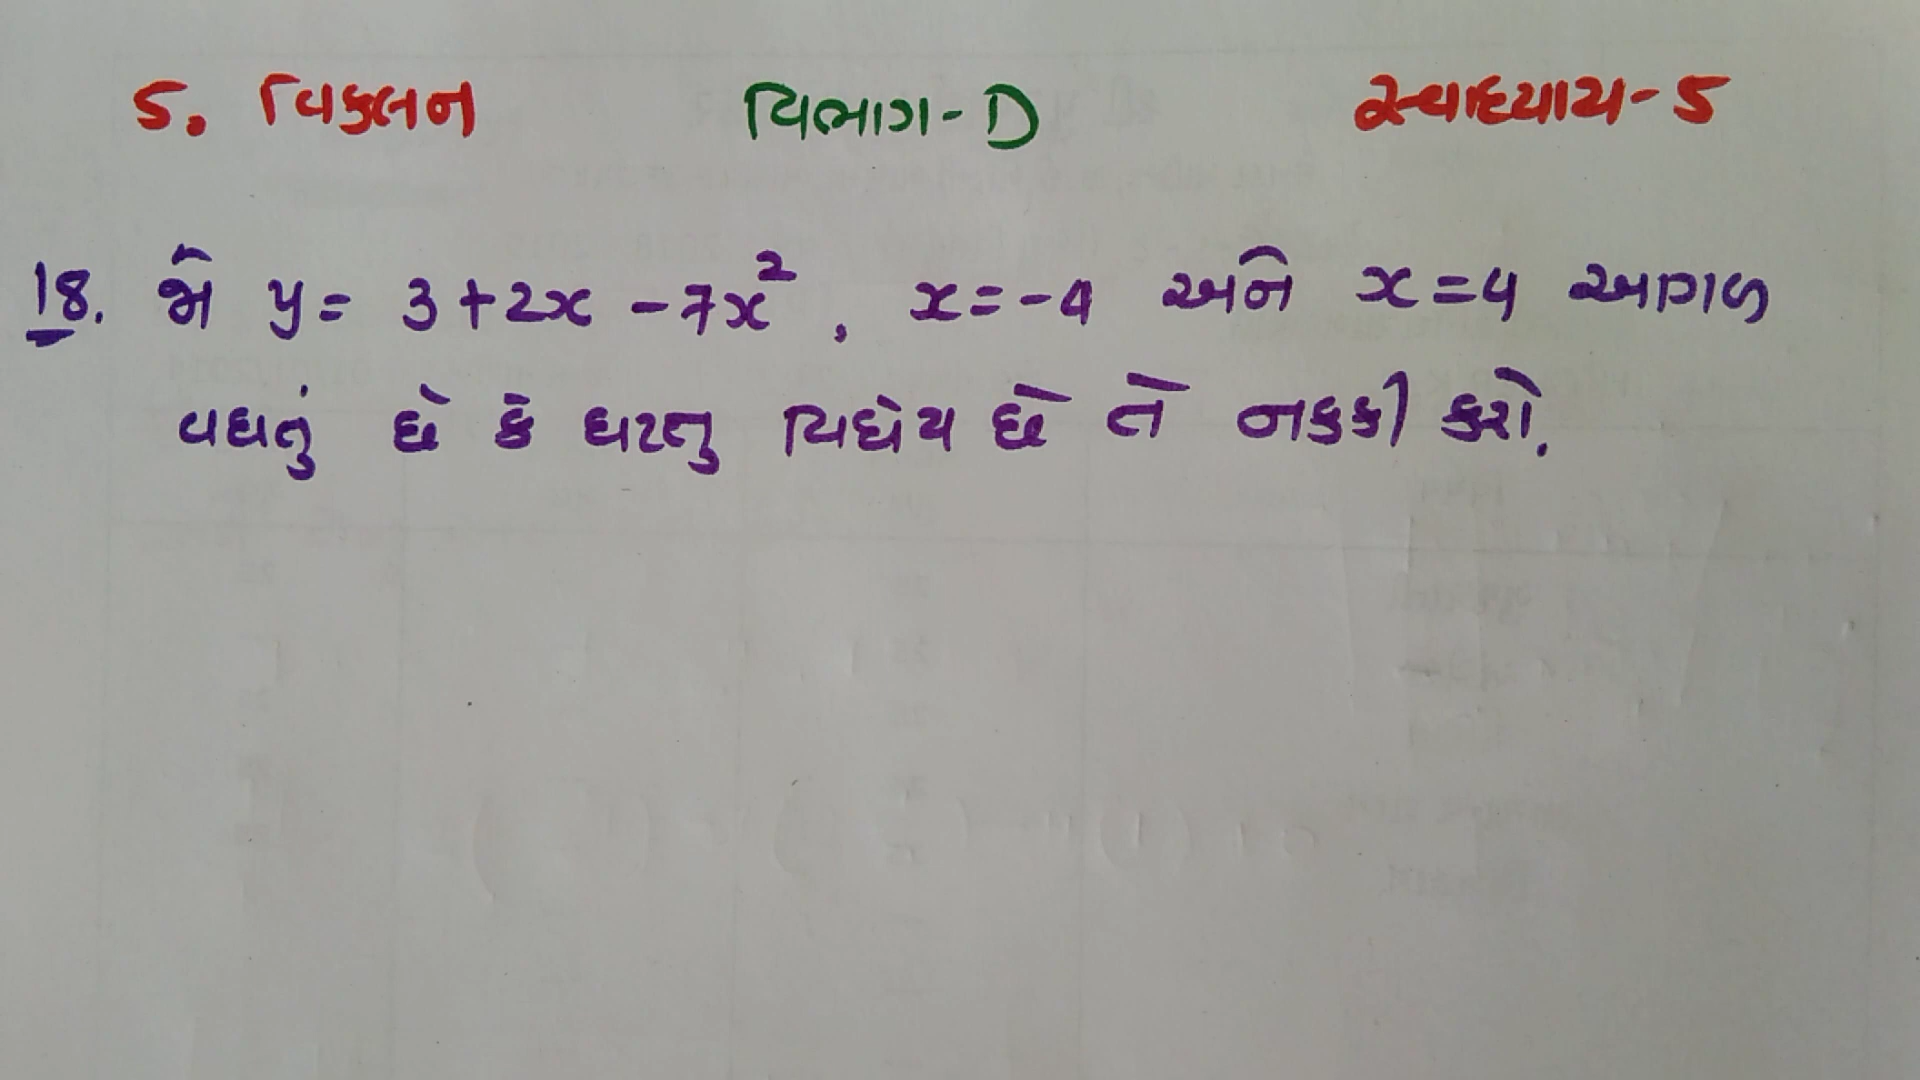 5. વિકલન વિભાગ-D સ્વાધ્યાય-5
18. જો y = 3 + 2x - 7x², x = -4 અને x = 4 આગળ
વધતું છે કે ઘટતુ વિધેય છે તે નક્કી કરો.